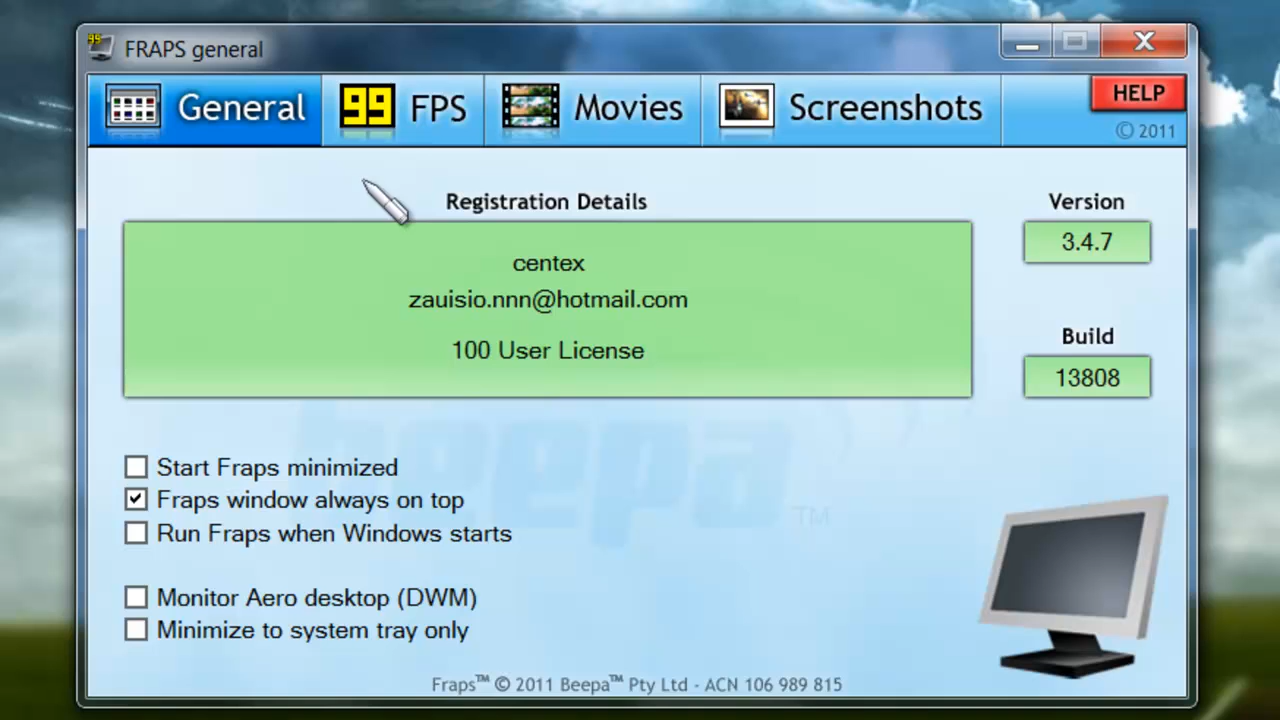 99
FRAPS general
General
99
FPS
Movies
Screenshots
HELP
© 2011
Registration Details
centex
zauisio.nnn@hotmail.com
100 User License
Version
3.4.7
Build
13808
beepa™
Start Fraps minimized
Fraps window always on top
Run Fraps when Windows starts
Monitor Aero desktop (DWM)
Minimize to system tray only
Fraps™ © 2011 Beepa™ Pty Ltd - ACN 106 989 815